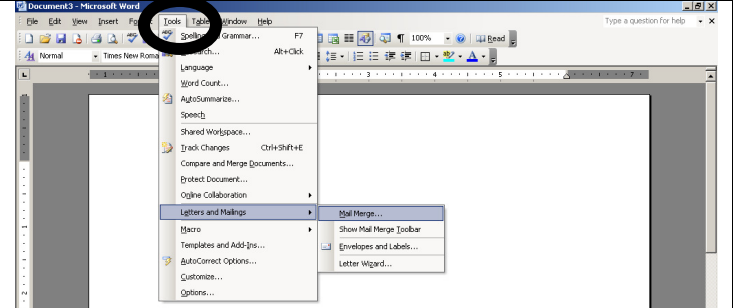 Document3 - Microsoft Word
File Edit View Insert Tools Table Window Help Type a question for help
100% Read
Normal Times New Roma
Spelling Grammar... F7
Alt+Click
Language
Word Count...
AutoSummarize...
Speech
Shared Workspace...
Track Changes Ctrl+Shift+E
Compare and Merge Documents...
Protect Document...
Online Collaboration
Letters and Mailings
Mail Merge...
Macro
Show Mail Merge Toolbar
Templates and Add-Ins...
Envelopes and Labels...
AutoCorrect Options...
Letter Wizard...
Customize...
Options...